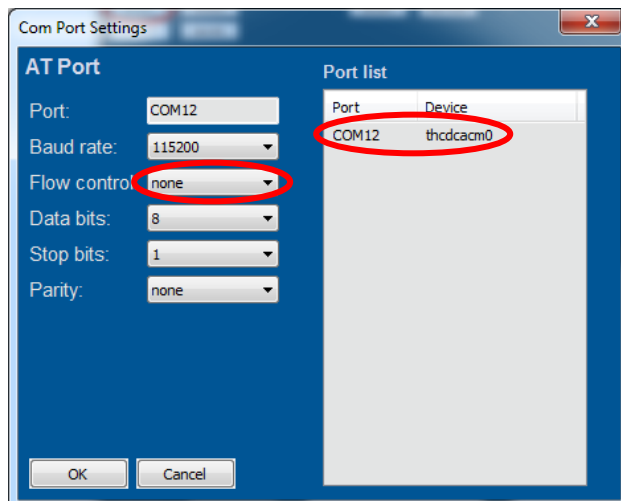 Com Port Settings
AT Port
Port: COM12
Baud rate: 115200
Flow control none
Data bits: 8
Stop bits: 1
Parity: none
OK Cancel
Port list
Port Device
COM12 thcdcacm0